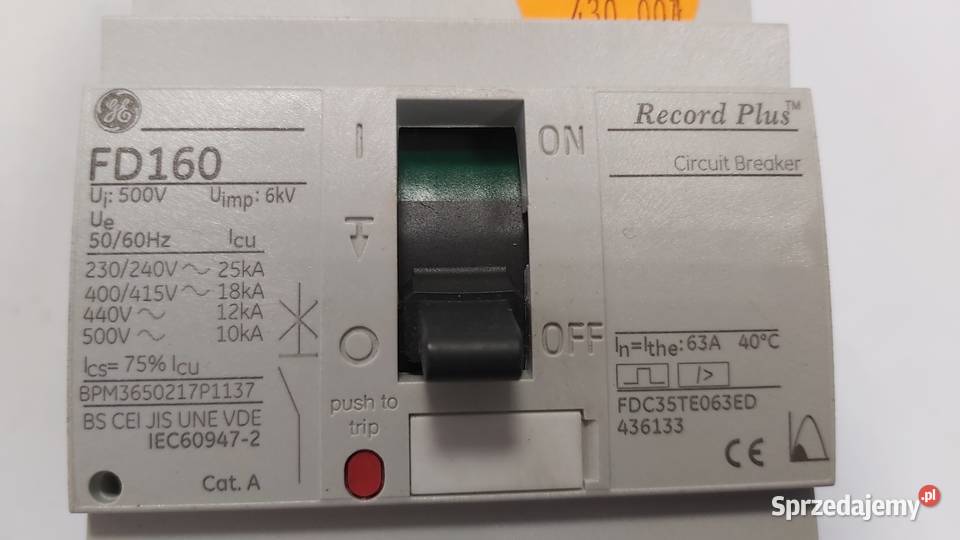 430,00zł
GE
FD160
Ui: 500V Uimp: 6kV
Ue
50/60Hz Icu
230/240V ~ 25kA
400/415V ~ 18kA
440V ~ 12kA
500V ~ 10kA
Ics= 75% Icu
BPM3650217P1137
BS CEI JIS UNE VDE
IEC60947-2
Cat. A
I ON
O OFF
push to
trip
Record Plus™
Circuit Breaker
In=Ithe: 63A 40°C
I>
FDC35TE063ED
436133
CE
Sprzedajemy.pl